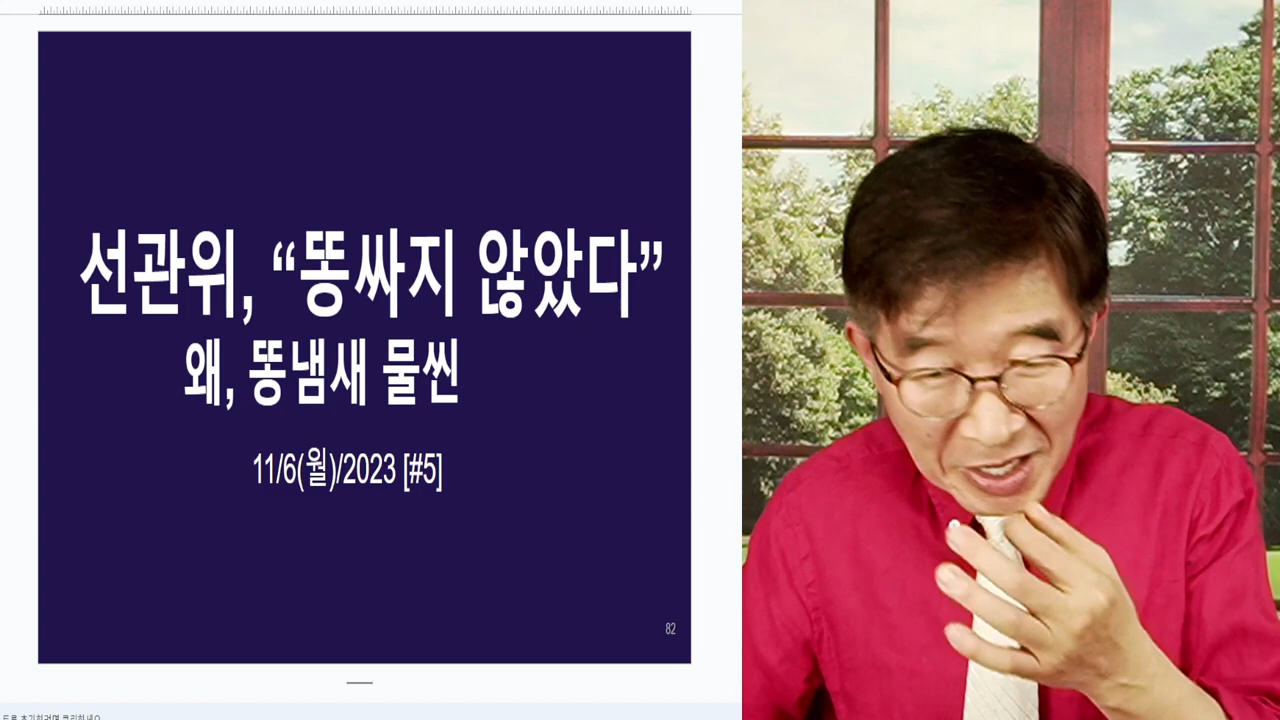 선관위, “똥싸지 않았다”
왜, 똥냄새 물씬
11/6(월)/2023 [#5]
82